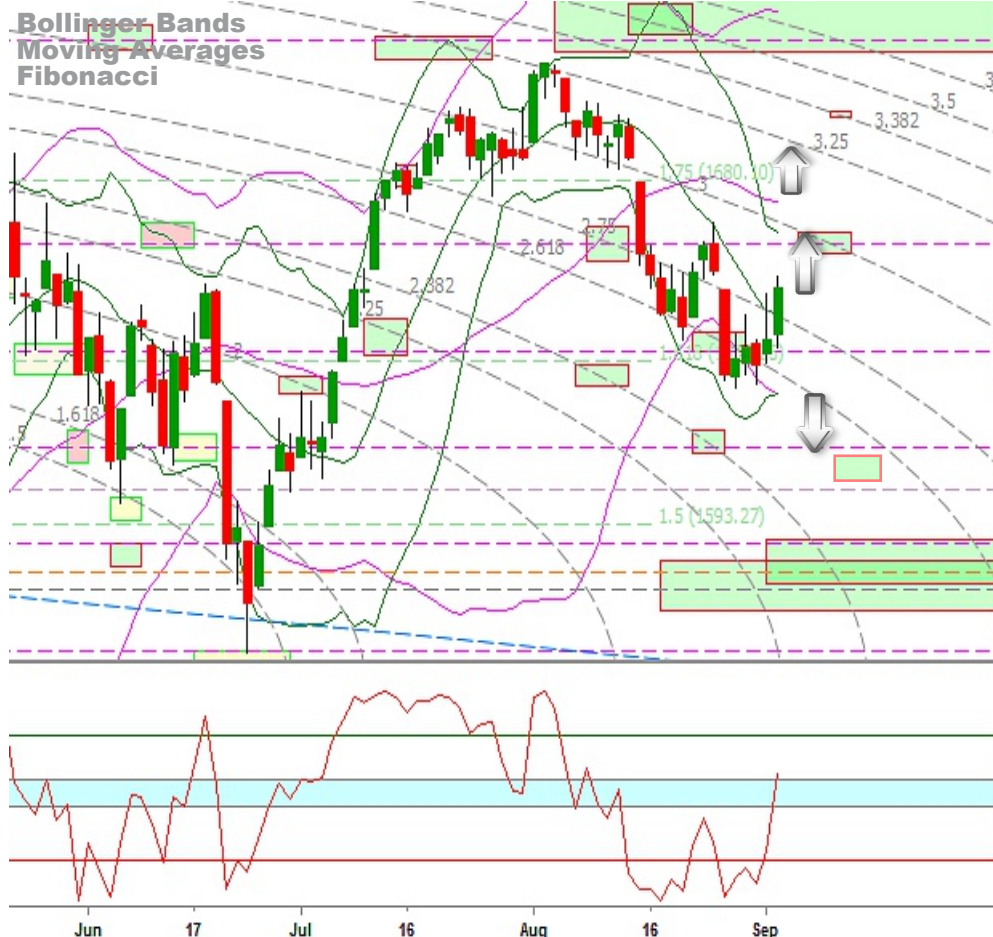 Bollinger Bands
Moving Averages
Fibonacci
3.5
3.382
3.25
1.75 (1680.10)
3
2.75
2.618
2.382
.25
2
1.618
.5
1.5 (1593.27)
Jun
17
Jul
16
Aug
16
Sep